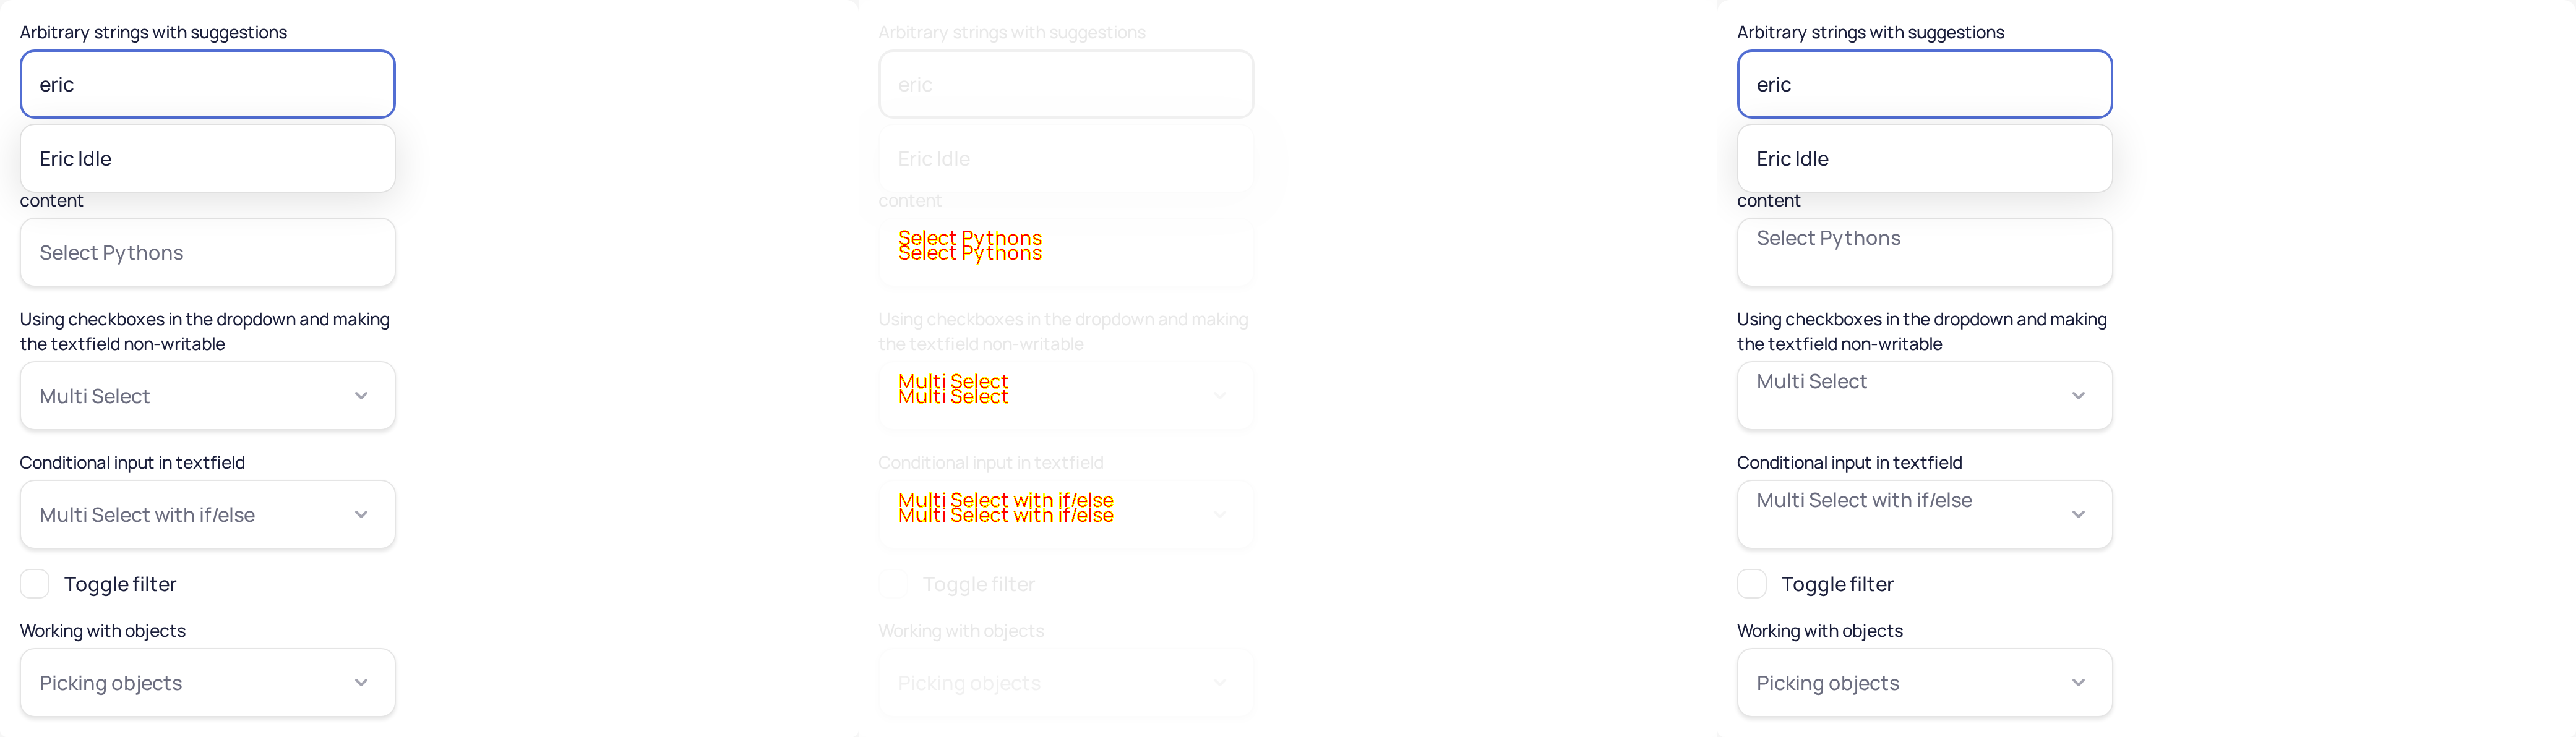 Arbitrary strings with suggestions
eric
Eric Idle
content
Select Pythons
Using checkboxes in the dropdown and making
the textfield non-writable
Multi Select
Conditional input in textfield
Multi Select with if/else
Toggle filter
Working with objects
Picking objects
Arbitrary strings with suggestions
eric
Eric Idle
content
Select Pythons
Select Pythons
Using checkboxes in the dropdown and making
the textfield non-writable
Multi Select
Multi Select
Conditional input in textfield
Multi Select with if/else
Multi Select with if/else
Toggle filter
Working with objects
Picking objects
Arbitrary strings with suggestions
eric
Eric Idle
content
Select Pythons
Using checkboxes in the dropdown and making
the textfield non-writable
Multi Select
Conditional input in textfield
Multi Select with if/else
Toggle filter
Working with objects
Picking objects